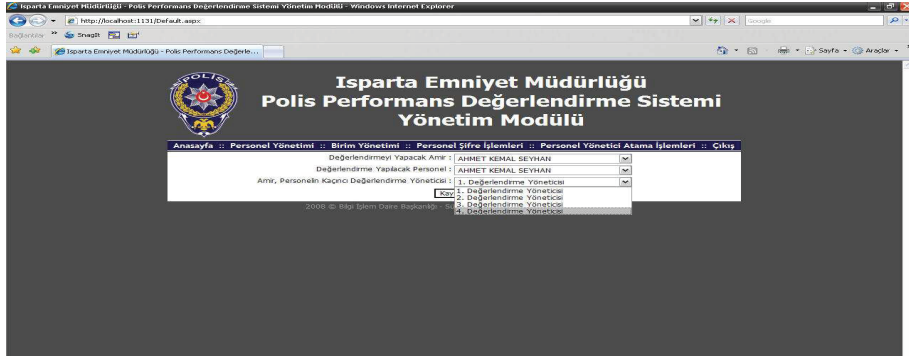 Isparta Emniyet Müdürlüğü - Polis Performans Değerlendirme Sistemi Yönetim Modülü - Windows Internet Explorer
http://localhost:1131/Default.aspx
Google
Bağlantılar » SnagIt
Isparta Emniyet Müdürlüğü - Polis Performans Değerle...
Sayfa Araçlar
POLİS
Isparta Emniyet Müdürlüğü
Polis Performans Değerlendirme Sistemi
Yönetim Modülü
Anasayfa :: Personel Yönetimi :: Birim Yönetimi :: Personel Şifre İşlemleri :: Personel Yönetici Atama İşlemleri :: Çıkış
Değerlendirmeyi Yapacak Amir : AHMET KEMAL SEYHAN
Değerlendirme Yapılacak Personel : AHMET KEMAL SEYHAN
Amir, Personelin Kaçıncı Değerlendirme Yöneticisi : 1. Değerlendirme Yöneticisi
Kay
1. Değerlendirme Yöneticisi
2. Değerlendirme Yöneticisi
3. Değerlendirme Yöneticisi
4. Değerlendirme Yöneticisi
2008 © Bilgi İşlem Daire Başkanlığı -